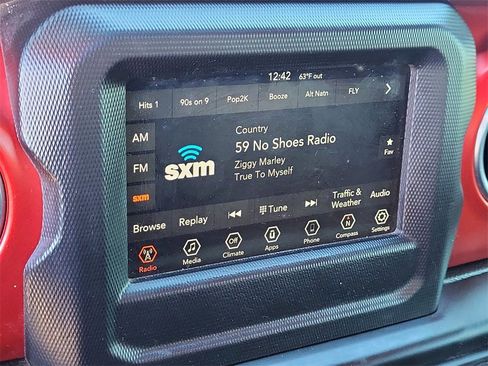 12:42 63°F out
Hits 1 90s on 9 Pop2K Booze Alt Natn FLY
AM
FM
sxm
sxm
Country
59 No Shoes Radio
Ziggy Marley
True To Myself
Fav
Browse Replay Tune Traffic & Weather Audio
Radio Media Off Climate Apps Phone N Compass Settings